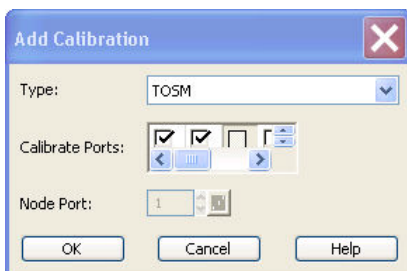 Add Calibration
Type:
TOSM
Calibrate Ports:
Node Port:
1
OK
Cancel
Help